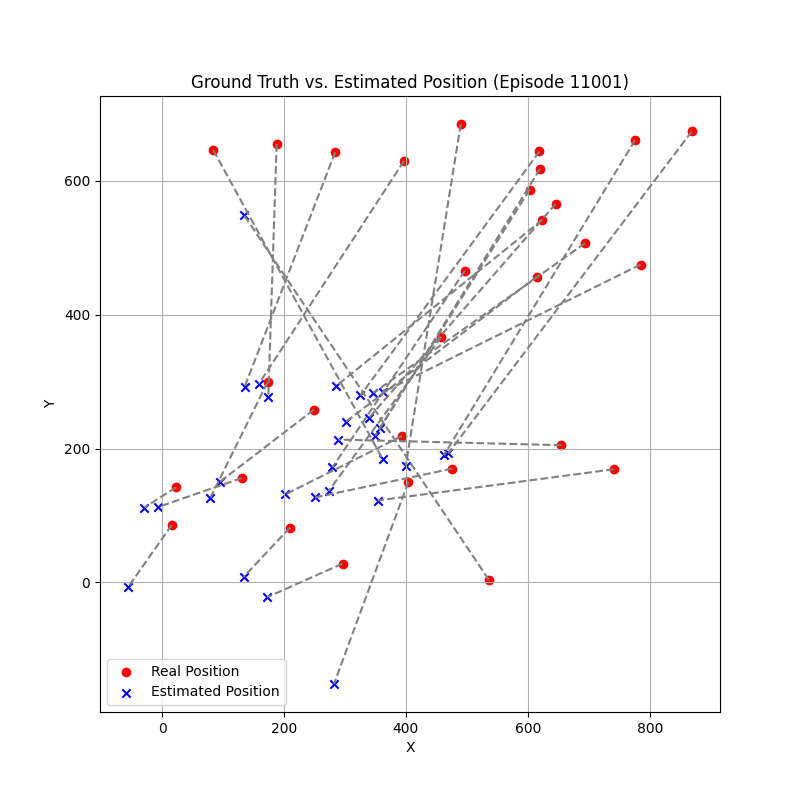 Ground Truth vs. Estimated Position (Episode 11001)
Y
600
400
200
0
Real Position
Estimated Position
0 200 400 600 800
X